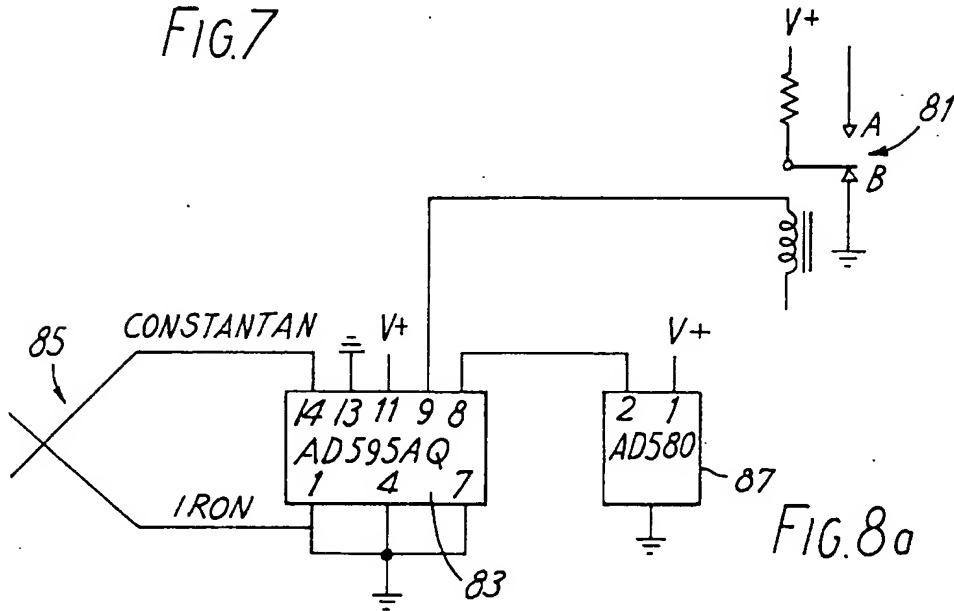 FIG.7
V+
A
81
B
CONSTANTAN
V+
V+
85
14 13 11 9 8
2 1
AD595AQ
AD580
87
1 4 7
IRON
83
FIG.8a